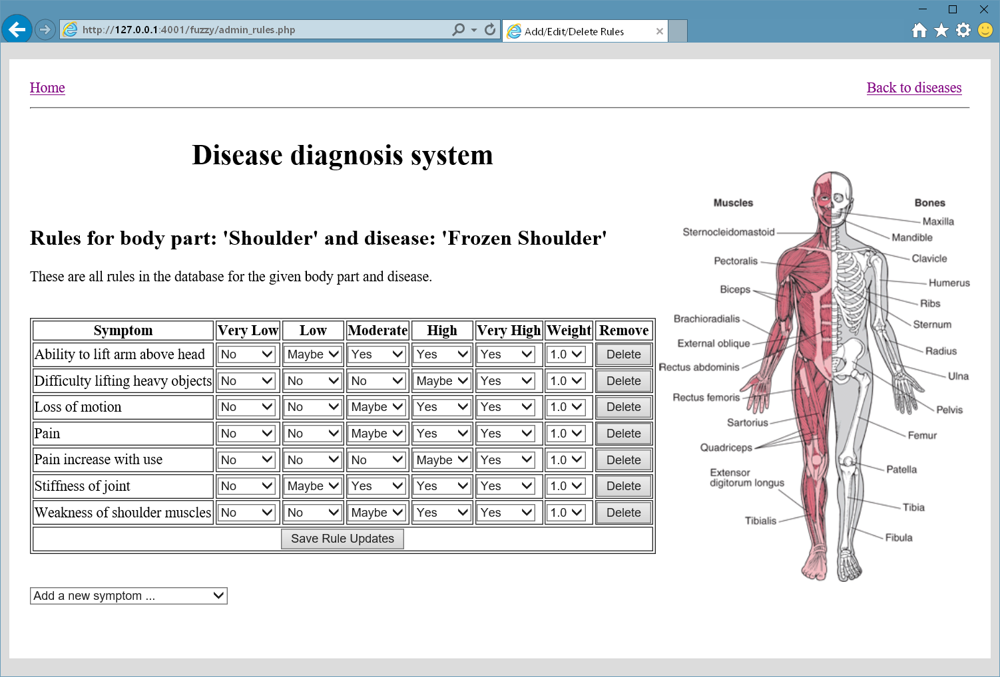 http://127.0.0.1:4001/fuzzy/admin_rules.php
Add/Edit/Delete Rules
Home
Back to diseases
Disease diagnosis system
Rules for body part: 'Shoulder' and disease: 'Frozen Shoulder'
These are all rules in the database for the given body part and disease.
Symptom Very Low Low Moderate High Very High Weight Remove
Ability to lift arm above head No Maybe Yes Yes Yes 1.0 Delete
Difficulty lifting heavy objects No No No Maybe Yes 1.0 Delete
Loss of motion No No Maybe Yes Yes 1.0 Delete
Pain No No Maybe Yes Yes 1.0 Delete
Pain increase with use No No No Maybe Yes 1.0 Delete
Stiffness of joint No Maybe Yes Yes Yes 1.0 Delete
Weakness of shoulder muscles No No Maybe Yes Yes 1.0 Delete
Save Rule Updates
Add a new symptom ...
Muscles
Sternocleidomastoid
Pectoralis
Biceps
Brachioradialis
External oblique
Rectus abdominis
Rectus femoris
Sartorius
Quadriceps
Extensor
digitorum longus
Tibialis
Bones
Maxilla
Mandible
Clavicle
Humerus
Ribs
Sternum
Radius
Ulna
Pelvis
Femur
Patella
Tibia
Fibula